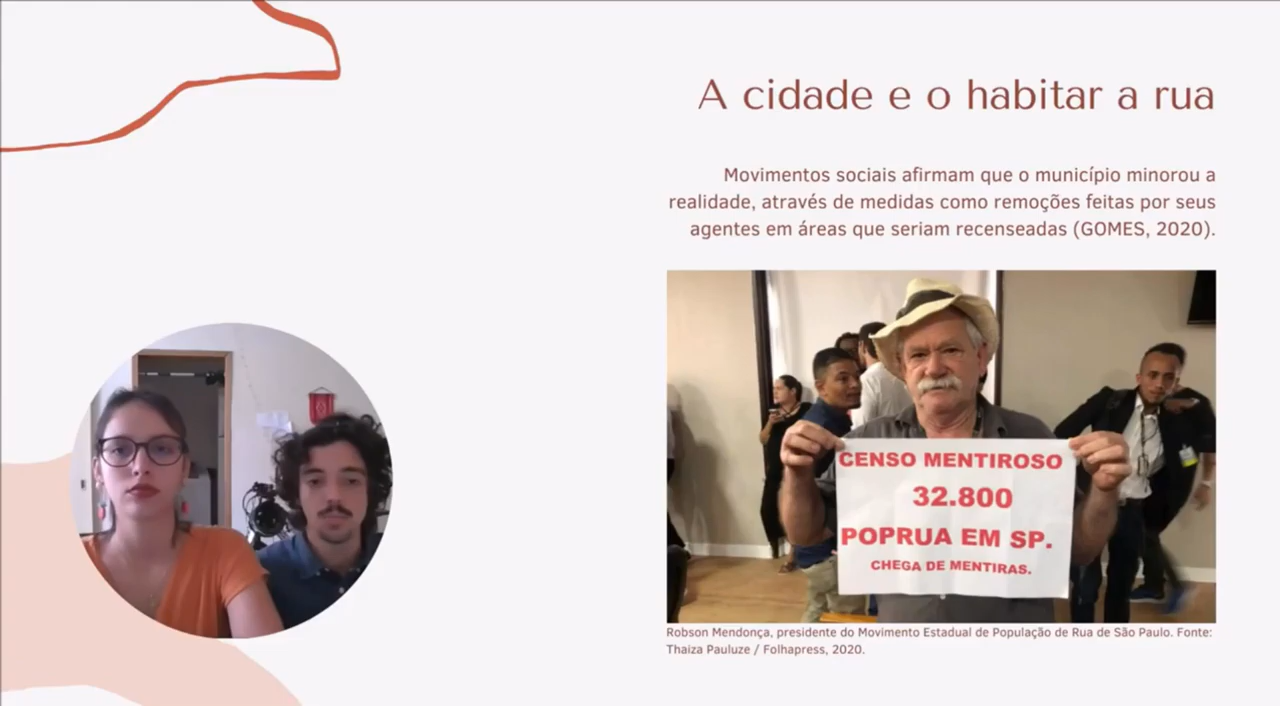 A cidade e o habitar a rua
Movimentos sociais afirmam que o município minorou a
realidade, através de medidas como remoções feitas por seus
agentes em áreas que seriam recenseadas (GOMES, 2020).
CENSO MENTIROSO
32.800
POPRUA EM SP.
CHEGA DE MENTIRAS.
Robson Mendonça, presidente do Movimento Estadual de População de Rua de São Paulo. Fonte:
Thaiza Pauluze / Folhapress, 2020.